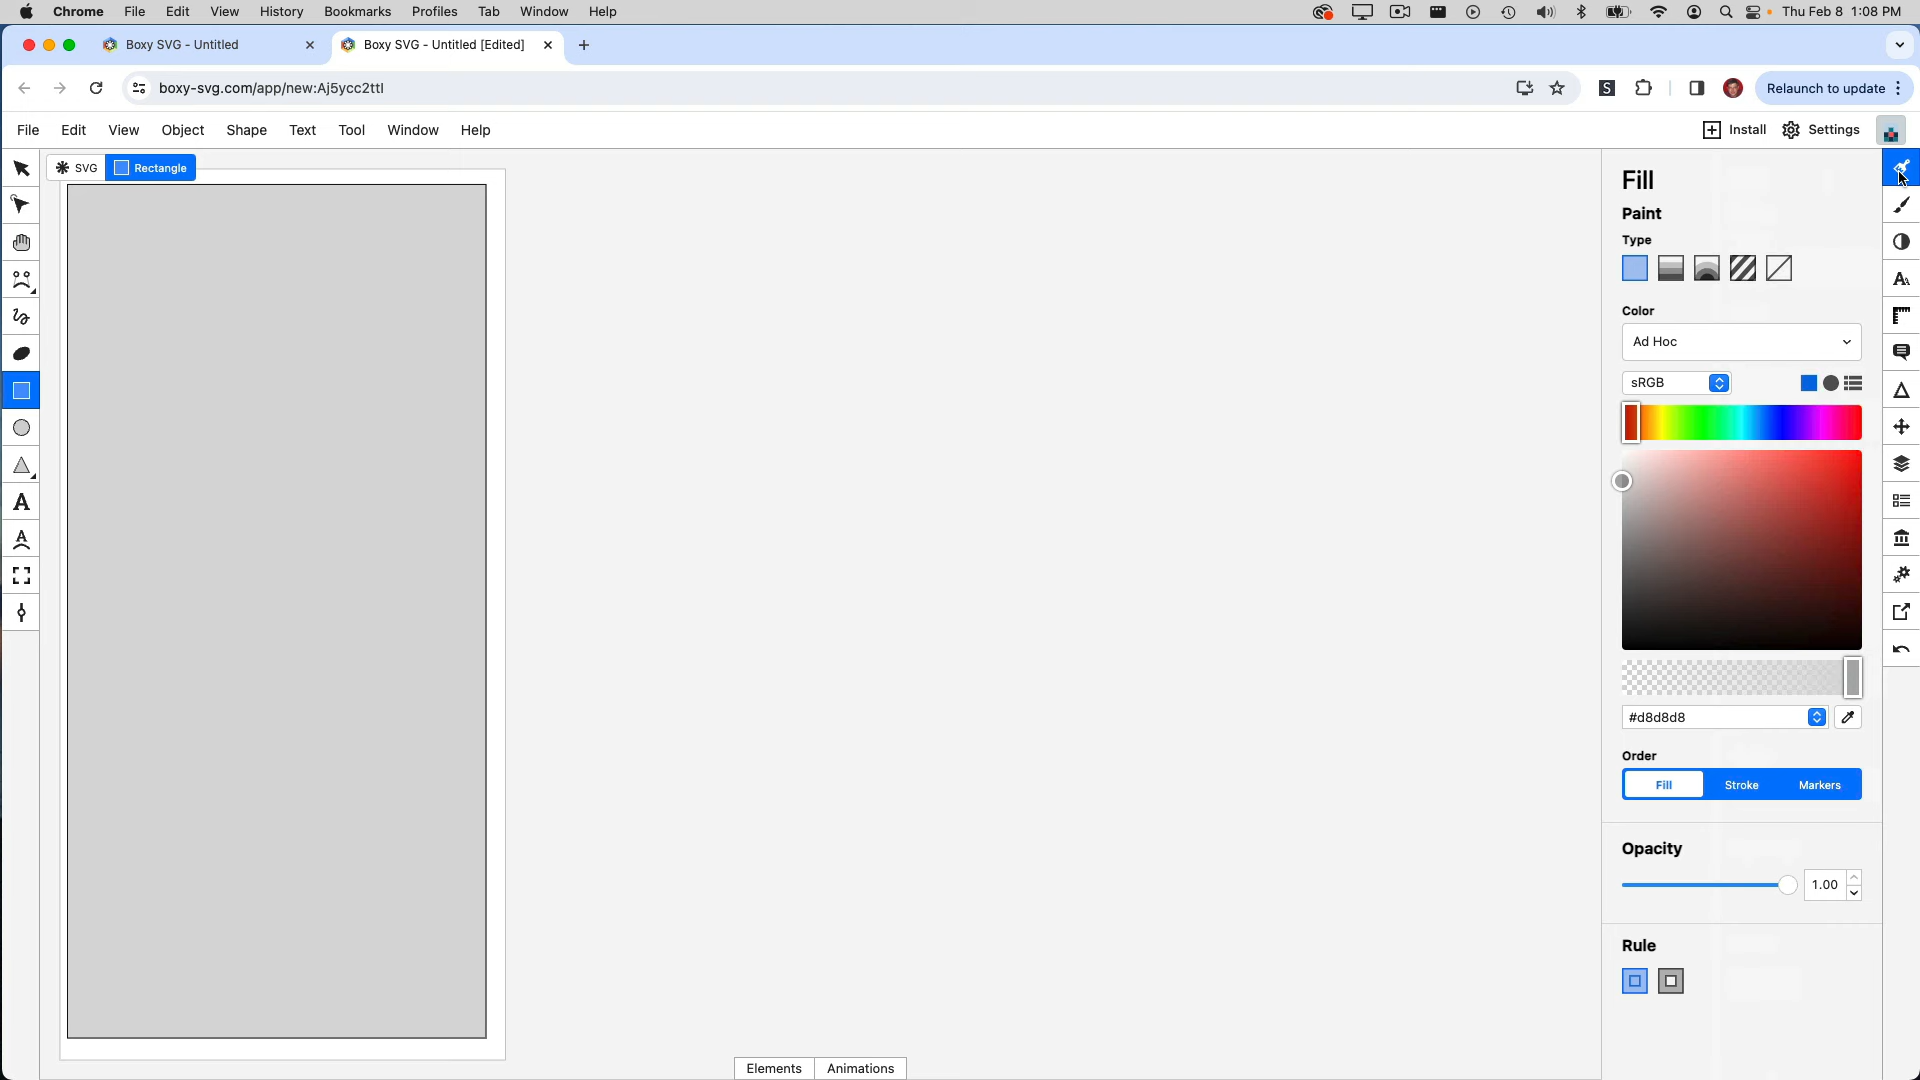 Chrome File Edit View History Bookmarks Profiles Tab Window Help Thu Feb 8 1:08 PM
Boxy SVG - Untitled
Boxy SVG - Untitled [Edited]
boxy-svg.com/app/new:Aj5ycc2ttI
S
Relaunch to update
File Edit View Object Shape Text Tool Window Help
Install Settings
SVG Rectangle
Fill
Paint
Type
Color
Ad Hoc
sRGB
#d8d8d8
Order
Fill Stroke Markers
Opacity
1.00
Rule
Elements Animations